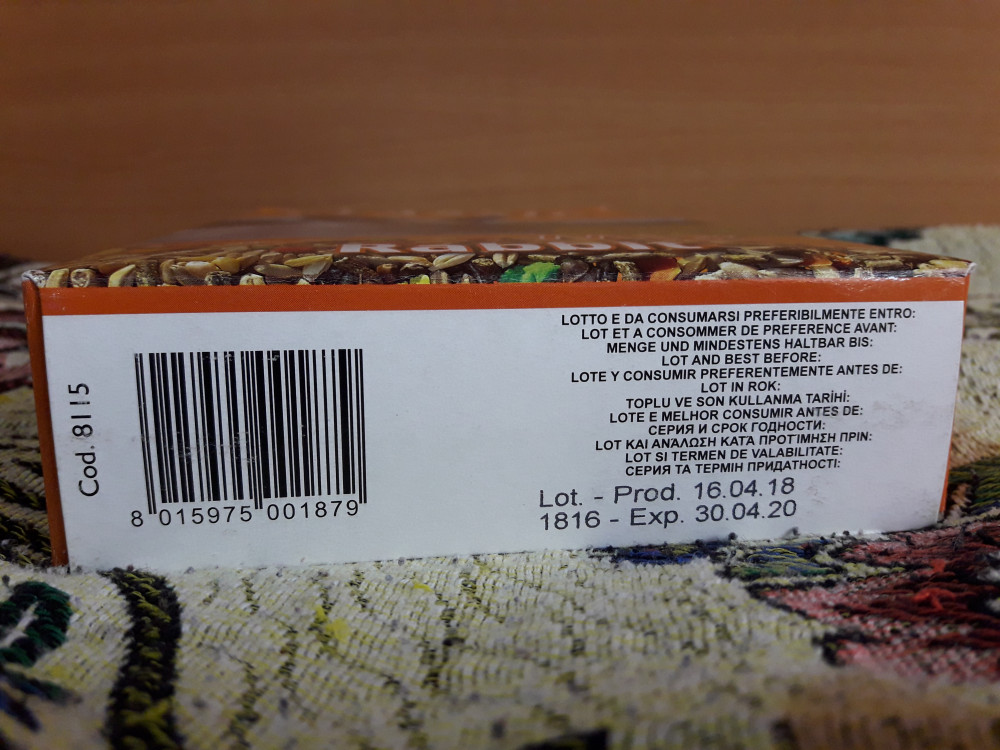 Rabbit
Cod. 8115
8 015975 001879
LOTTO E DA CONSUMARSI PREFERIBILMENTE ENTRO:
LOT ET A CONSOMMER DE PREFERENCE AVANT:
MENGE UND MINDESTENS HALTBAR BIS:
LOT AND BEST BEFORE:
LOTE Y CONSUMIR PREFERENTEMENTE ANTES DE:
LOT IN ROK:
TOPLU VE SON KULLANMA TARİHİ:
LOTE E MELHOR CONSUMIR ANTES DE:
СЕРИЯ И СРОК ГОДНОСТИ:
LOT ΚΑΙ ΑΝΑΛΩΣΗ ΚΑΤΑ ΠΡΟΤΊΜΗΣΗ ΠΡΙΝ:
LOT SI TERMEN DE VALABILITATE:
СЕРИЯ ТА ТЕРМІН ПРИДАТНОСТІ:
Lot. - Prod. 16.04.18
1816 - Exp. 30.04.20